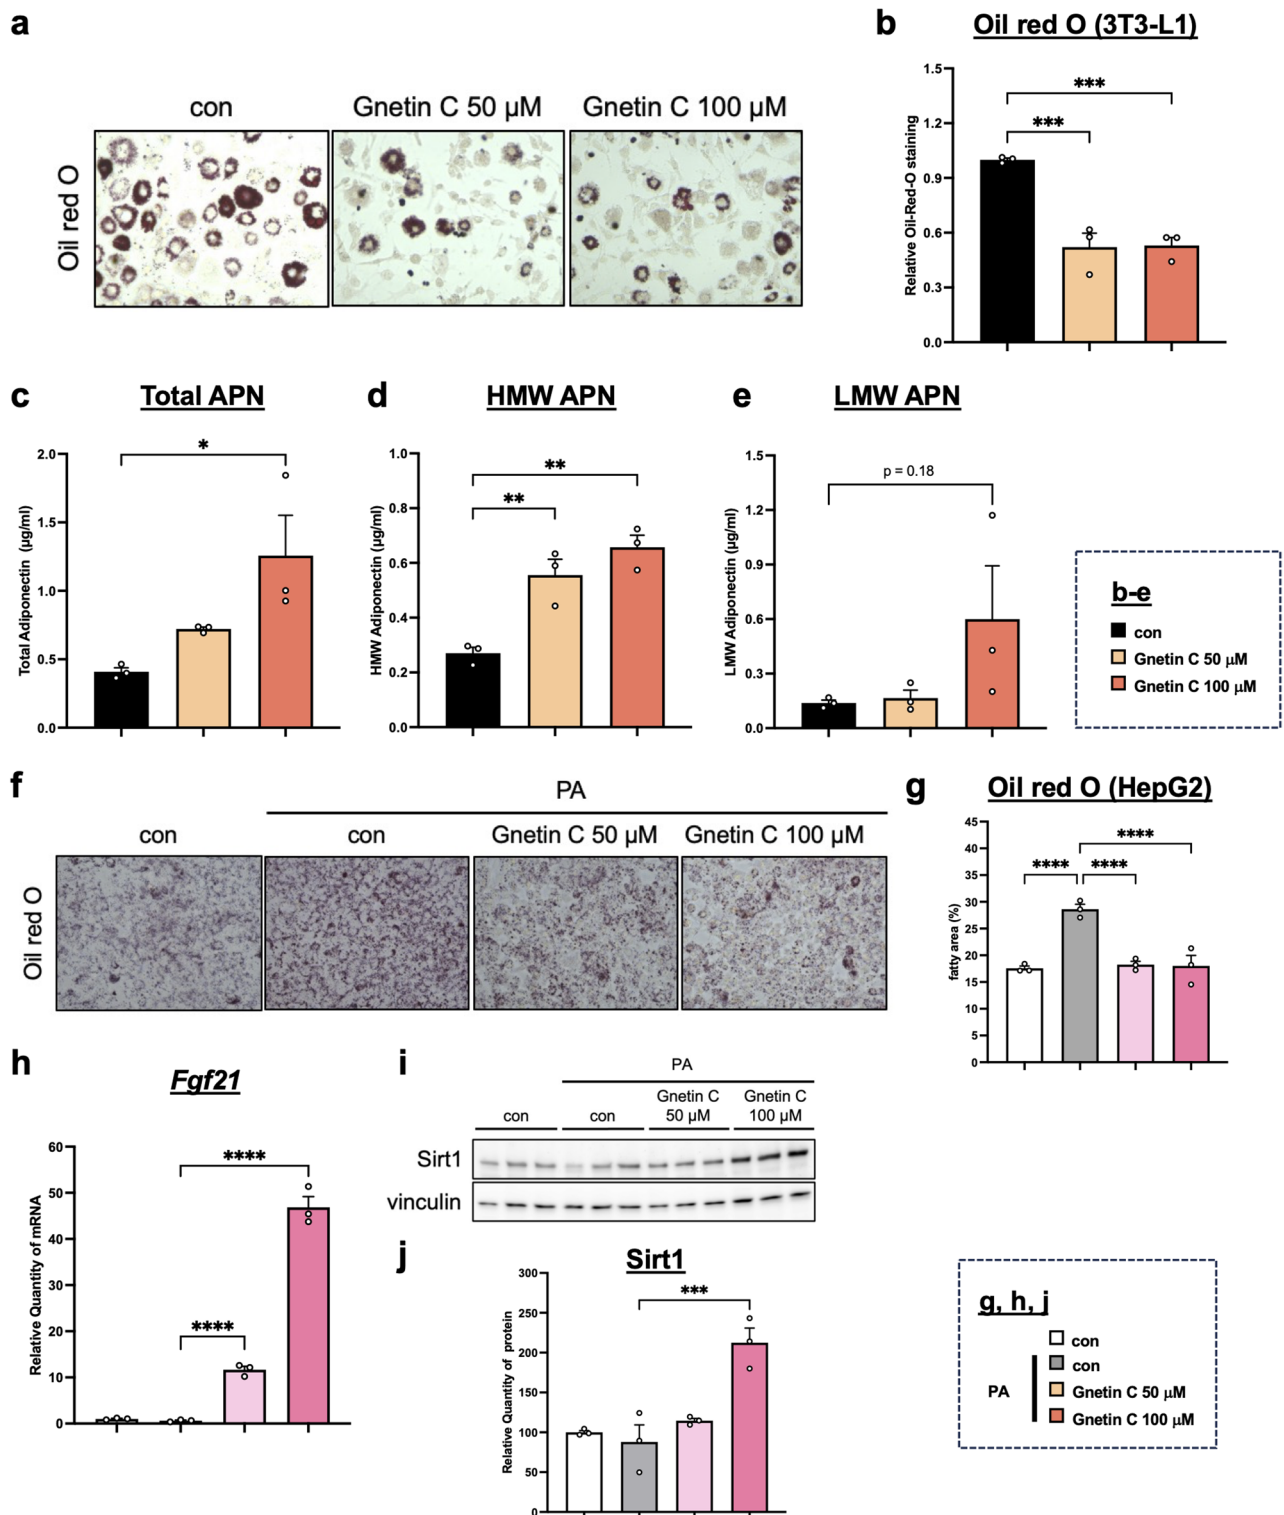 a
con
Gnetin C 50 μM
Gnetin C 100 μM
Oil red O
b
Oil red O (3T3-L1)
Relative Oil-Red-O staining
1.5
1.2
0.9
0.6
0.3
0.0
***
***
c
Total APN
Total Adiponectin (μg/ml)
2.0
1.5
1.0
0.5
0.0
*
d
HMW APN
HMW Adiponectin (μg/ml)
1.0
0.8
0.6
0.4
0.2
0.0
**
**
e
LMW APN
LMW Adiponectin (μg/ml)
1.5
1.2
0.9
0.6
0.3
0.0
p = 0.18
b-e
con
Gnetin C 50 μM
Gnetin C 100 μM
f
PA
con
con
Gnetin C 50 μM
Gnetin C 100 μM
Oil red O
g
Oil red O (HepG2)
fatty area (%)
45
40
35
30
25
20
15
10
5
0
****
****
****
h
Fgf21
Relative Quantity of mRNA
60
50
40
30
20
10
0
****
****
i
PA
con
con
Gnetin C
50 μM
Gnetin C
100 μM
Sirt1
vinculin
j
Sirt1
Relative Quantity of protein
300
250
200
150
100
50
0
***
g, h, j
con
con
PA
Gnetin C 50 μM
Gnetin C 100 μM